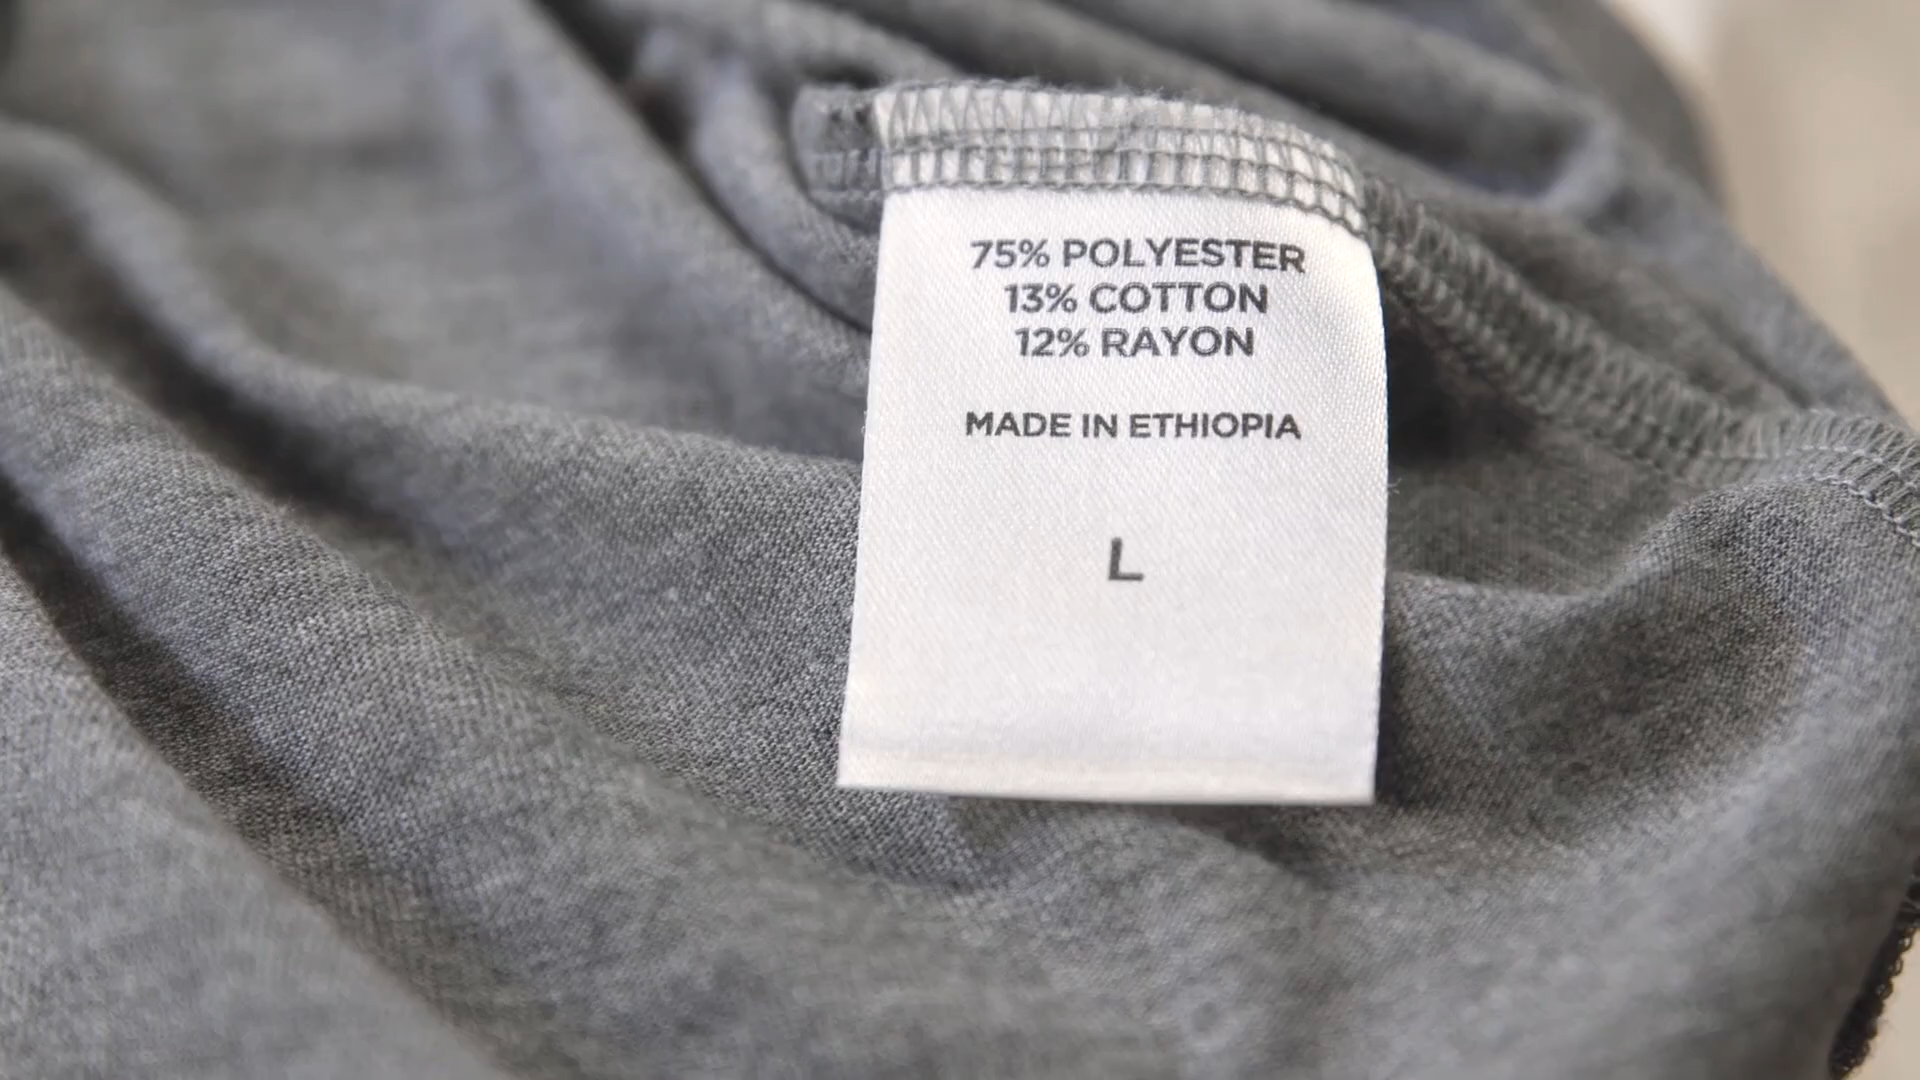 75% POLYESTER
13% COTTON
12% RAYON
MADE IN ETHIOPIA
L